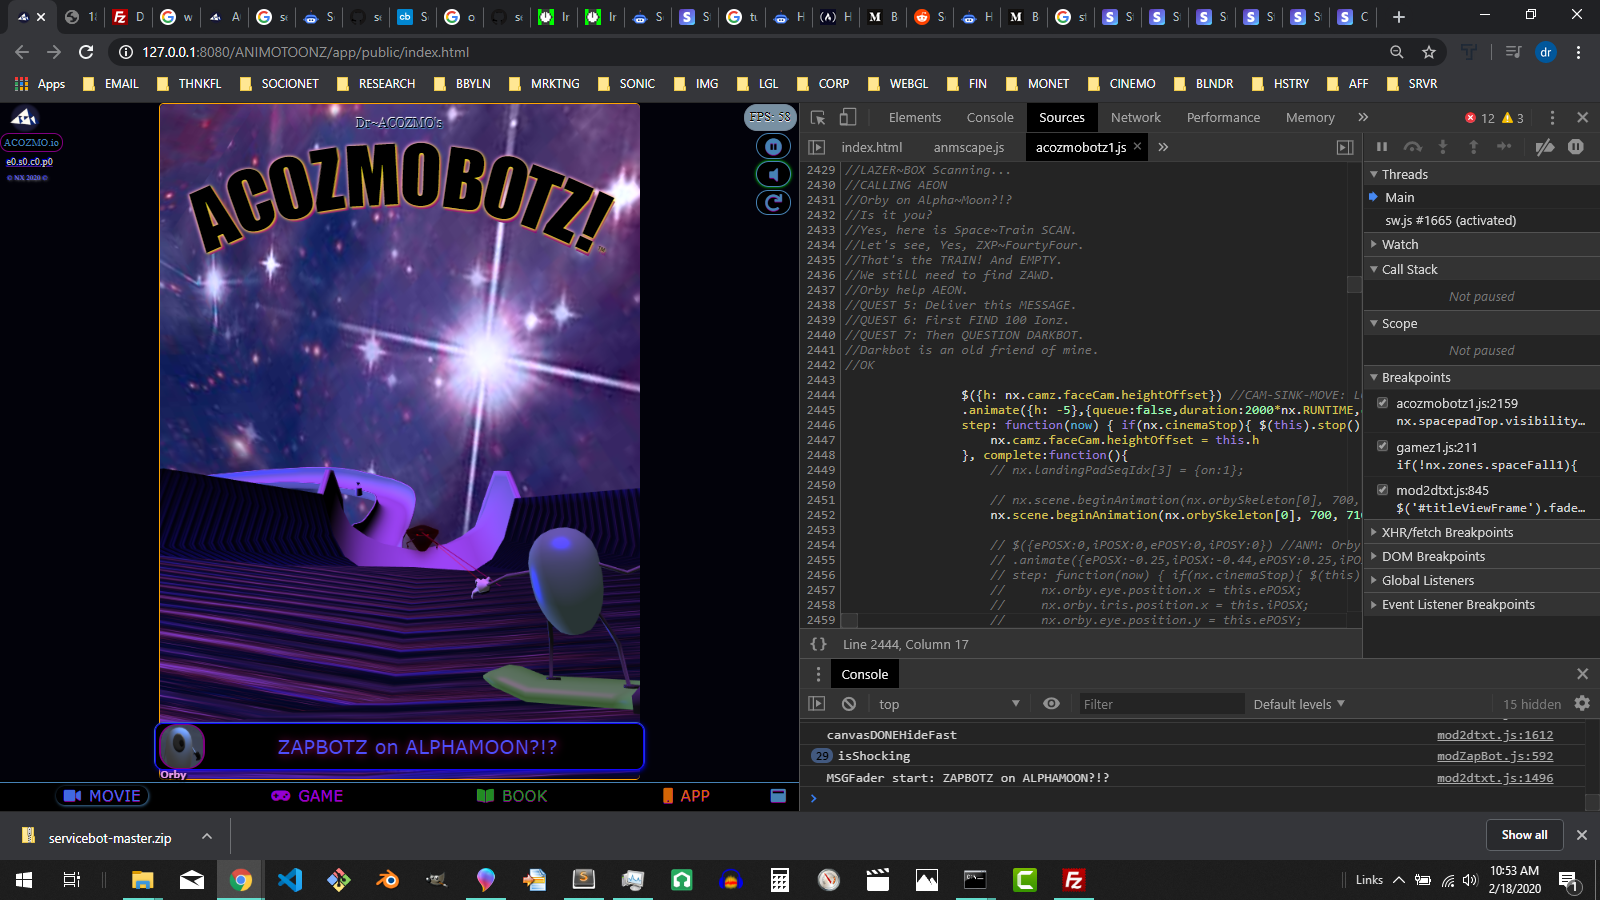 127.0.0.1:8080/ANIMOTOONZ/app/public/index.html
dr
Apps
EMAIL
THNKFL
SOCIONET
RESEARCH
BBYLN
MRKTNG
SONIC
IMG
LGL
CORP
WEBGL
FIN
MONET
CINEMO
BLNDR
HSTRY
AFF
SRVR
ACOZMO.io
e0.s0.c0.p0
© NX 2020 ©
Dr~ACOZMO's
ACOZMOBOTZ!
FPS: 58
ZAPBOTZ on ALPHAMOON?!?
Orby
MOVIE
GAME
BOOK
APP
Elements
Console
Sources
Network
Performance
Memory
12
3
index.html
anmscape.js
acozmobotz1.js
2429 //LAZER~BOX Scanning...
2430 //CALLING AEON
2431 //Orby on Alpha~Moon?!?
2432 //Is it you?
2433 //Yes, here is Space~Train SCAN.
2434 //Let's see, Yes, ZXP~FourtyFour.
2435 //That's the TRAIN! And EMPTY.
2436 //We still need to find ZAWD.
2437 //Orby help AEON.
2438 //QUEST 5: Deliver this MESSAGE.
2439 //QUEST 6: First FIND 100 Ionz.
2440 //QUEST 7: Then QUESTION DARKBOT.
2441 //Darkbot is an old friend of mine.
2442 //OK
2443
2444 $({h: nx.camz.faceCam.heightOffset}) //CAM-SINK-MOVE:
2445 .animate({h: -5},{queue:false,duration:2000*nx.RUNTIME,
2446 step: function(now) { if(nx.cinemaStop){ $(this).stop()
2447 nx.camz.faceCam.heightOffset = this.h
2448 }, complete:function(){
2449 // nx.landingPadSeqIdx[3] = {on:1};
2450
2451 // nx.scene.beginAnimation(nx.orbySkeleton[0], 700,
2452 nx.scene.beginAnimation(nx.orbySkeleton[0], 700,
2453
2454 // $({ePOSX:0,iPOSX:0,ePOSY:0,iPOSY:0}) //ANM: Orby
2455 // .animate({ePOSX:-0.25,iPOSX:-0.44,ePOSY:0.25,iPO
2456 // step: function(now) { if(nx.cinemaStop){ $(this)
2457 // nx.orby.eye.position.x = this.ePOSX;
2458 // nx.orby.iris.position.x = this.iPOSX;
2459 // nx.orby.eye.position.y = this.ePOSY;
{} Line 2444, Column 17
Threads
Main
sw.js #1665 (activated)
Watch
Call Stack
Not paused
Scope
Not paused
Breakpoints
acozmobotz1.js:2159
nx.spacepadTop.visibility…
gamez1.js:211
if(!nx.zones.spaceFall1){
mod2dtxt.js:845
$('#titleViewFrame').fade…
XHR/fetch Breakpoints
DOM Breakpoints
Global Listeners
Event Listener Breakpoints
Console
top
Filter
Default levels
15 hidden
canvasDONEHideFast mod2dtxt.js:1612
29 isShocking modZapBot.js:592
MSGFader start: ZAPBOTZ on ALPHAMOON?!? mod2dtxt.js:1496
servicebot-master.zip
Show all
Links
10:53 AM
2/18/2020
1